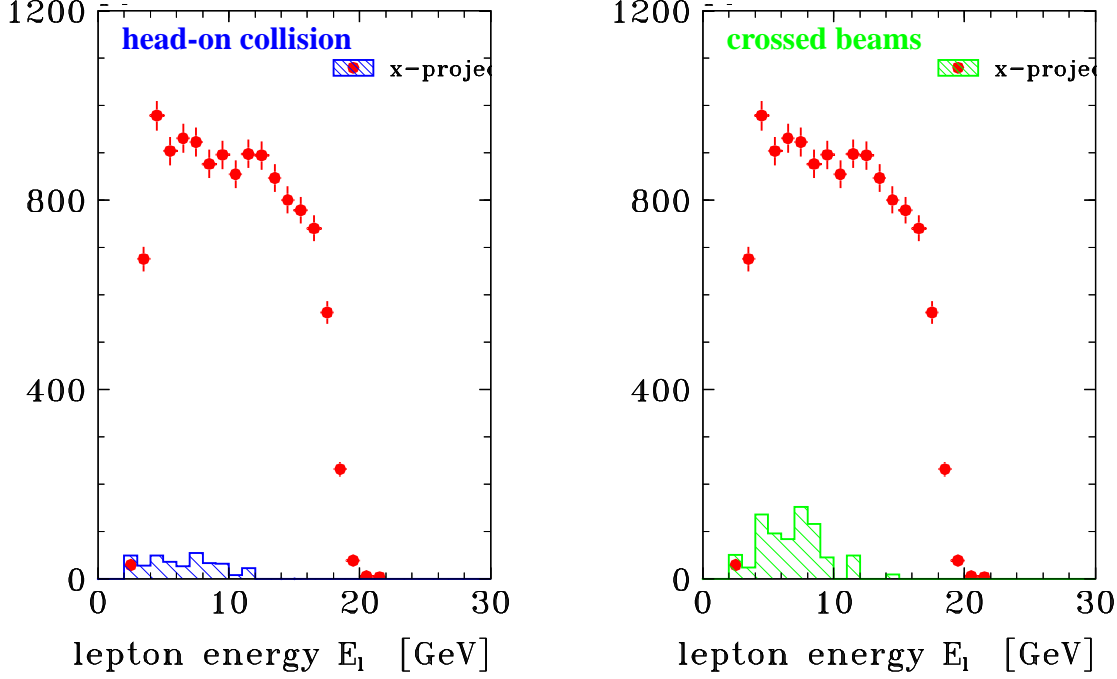 1200
head-on collision
x-projec
800
400
0
0 10 20 30
lepton energy E_l [GeV]
1200
crossed beams
x-projec
800
400
0
0 10 20 30
lepton energy E_l [GeV]